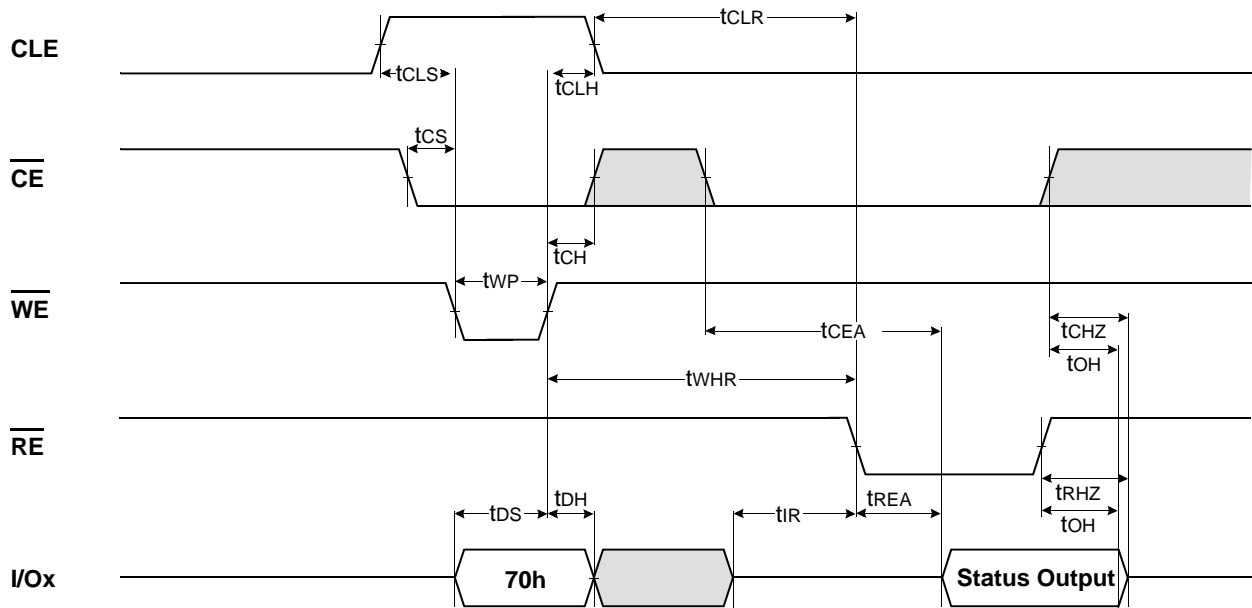 tCLR
CLE
tCLS
tCLH
tCS
CE
tCH
tWP
WE
tCEA
tCHZ
tOH
tWHR
RE
tRHZ
tDH
tDS
tIR
tREA
tOH
I/Ox
70h
Status Output